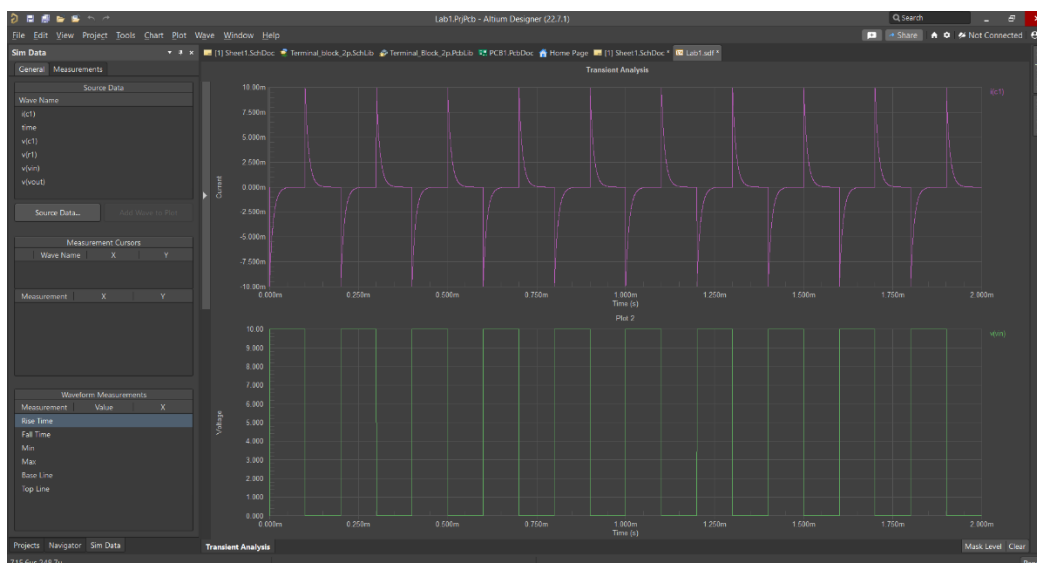 Lab1.PrjPcb - Altium Designer (22.7.1)
Search
File Edit View Project Tools Chart Plot Wave Window Help
Share
Not Connected
Sim Data
[1] Sheet1.SchDoc Terminal_block_2p.SchLib Terminal_Block_2p.PcbLib PCB1.PcbDoc Home Page [1] Sheet1.SchDoc * Lab1.sdf *
General Measurements
Source Data
Wave Name
i(c1)
time
v(c1)
v(r1)
v(vin)
v(vout)
Source Data... Add Wave to Plot
Measurement Cursors
Wave Name X Y
Measurement X Y
Waveform Measurements
Measurement Value X
Rise Time
Fall Time
Min
Max
Base Line
Top Line
Projects Navigator Sim Data
Transient Analysis
i(c1)
10.00m
7.500m
5.000m
2.500m
0.000m
-2.500m
-5.000m
-7.500m
-10.00m
Current
0.000m 0.250m 0.500m 0.750m 1.000m 1.250m 1.500m 1.750m 2.000m
Time (s)
Plot 2
v(vin)
10.00
9.000
8.000
7.000
6.000
5.000
4.000
3.000
2.000
1.000
0.000
Voltage
0.000m 0.250m 0.500m 0.750m 1.000m 1.250m 1.500m 1.750m 2.000m
Time (s)
Transient Analysis
Mask Level Clear